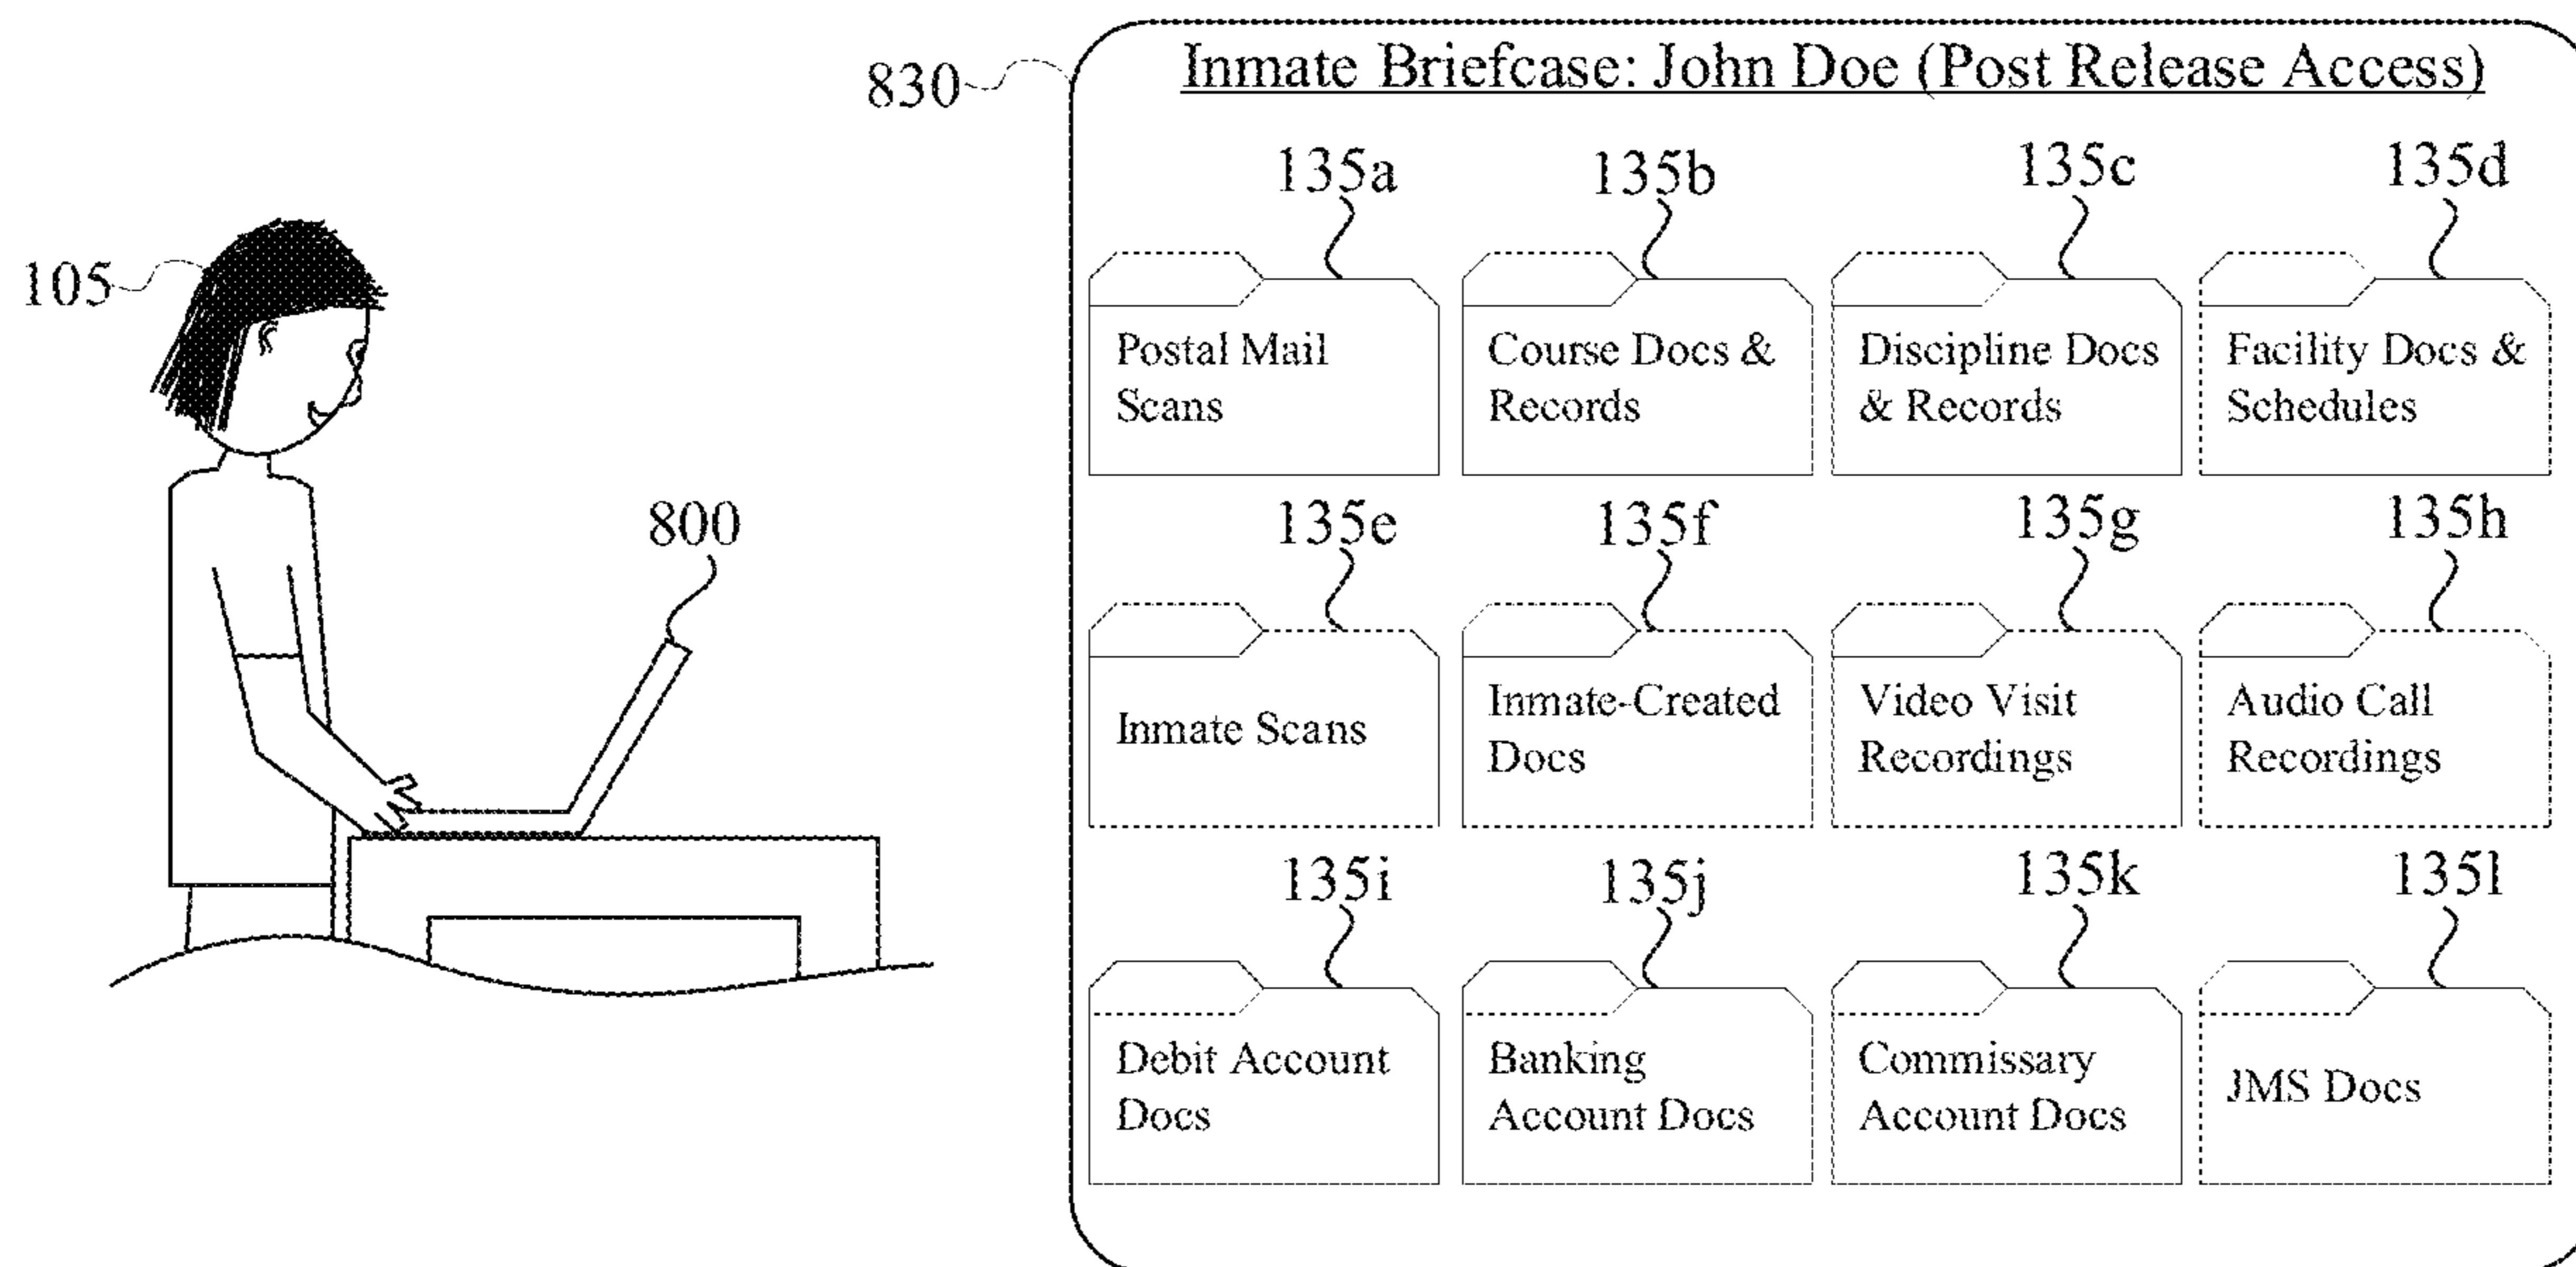 830
Inmate Briefcase: John Doe (Post Release Access)
135a
135b
135c
135d
105
Postal Mail
Scans
Course Docs &
Records
Discipline Docs
& Records
Facility Docs &
Schedules
800
135e
135f
135g
135h
Inmate Scans
Inmate-Created
Docs
Video Visit
Recordings
Audio Call
Recordings
135i
135j
135k
135l
Debit Account
Docs
Banking
Account Docs
Commissary
Account Docs
JMS Docs